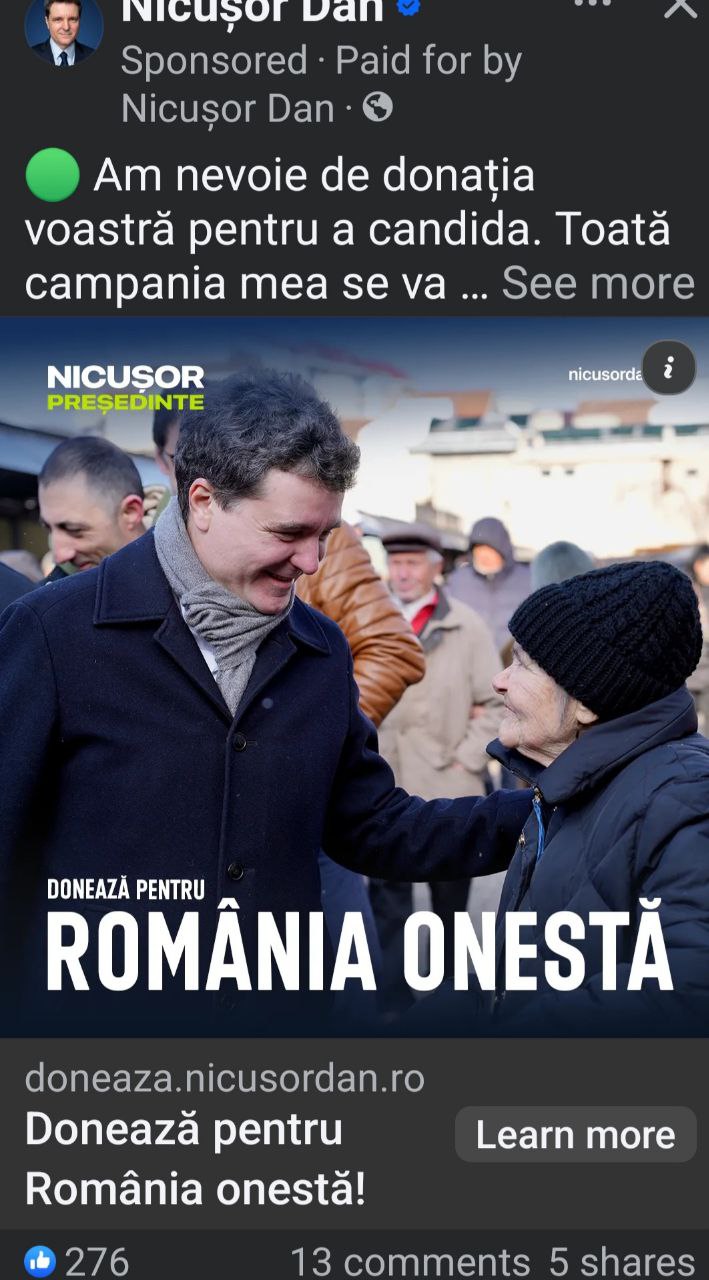 Nicușor Dan
Sponsored · Paid for by
Nicușor Dan ·
Am nevoie de donația
voastră pentru a candida. Toată
campania mea se va ... See more
NICUȘOR
PREȘEDINTE
nicusorda
DONEAZĂ PENTRU
ROMÂNIA ONESTĂ
doneaza.nicusordan.ro
Donează pentru
România onestă!
Learn more
276
13 comments 5 shares